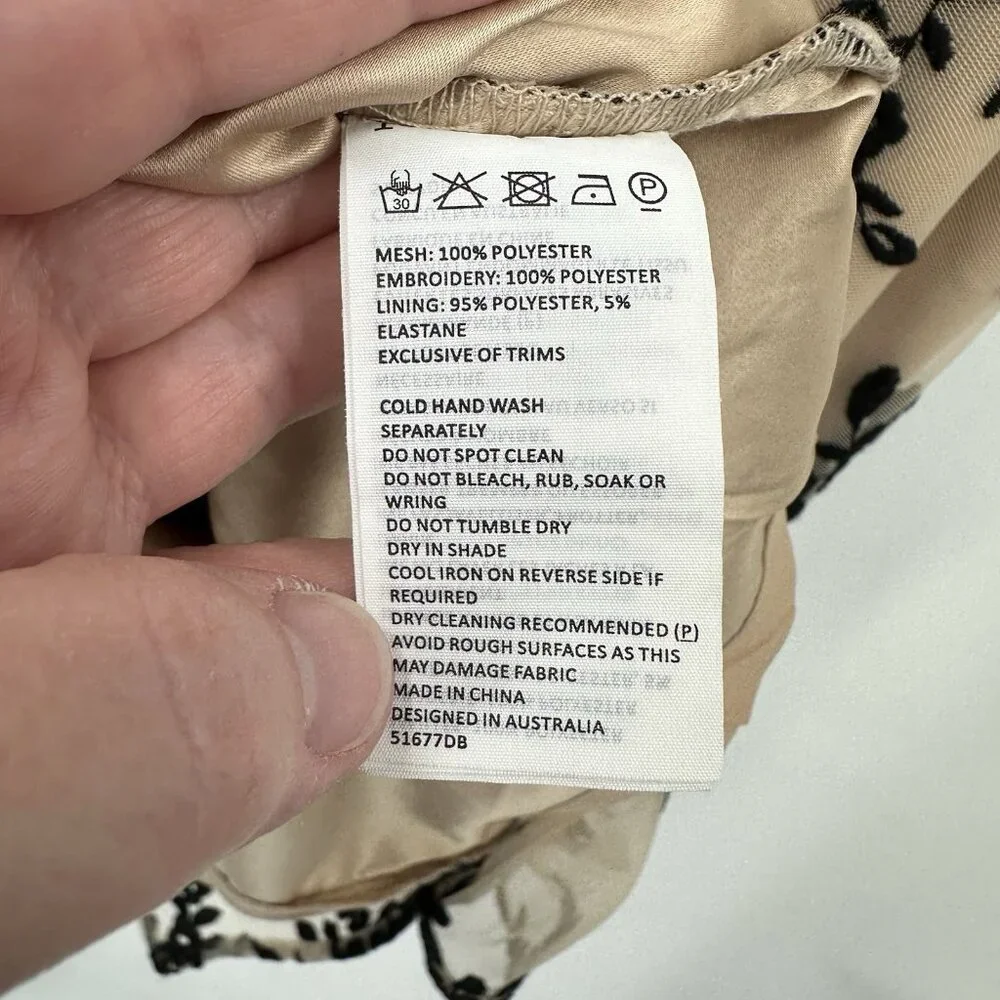 30 P
MESH: 100% POLYESTER
EMBROIDERY: 100% POLYESTER
LINING: 95% POLYESTER, 5%
ELASTANE
EXCLUSIVE OF TRIMS
COLD HAND WASH
SEPARATELY
DO NOT SPOT CLEAN
DO NOT BLEACH, RUB, SOAK OR
WRING
DO NOT TUMBLE DRY
DRY IN SHADE
COOL IRON ON REVERSE SIDE IF
REQUIRED
DRY CLEANING RECOMMENDED (P)
AVOID ROUGH SURFACES AS THIS
MAY DAMAGE FABRIC
MADE IN CHINA
DESIGNED IN AUSTRALIA
51677DB